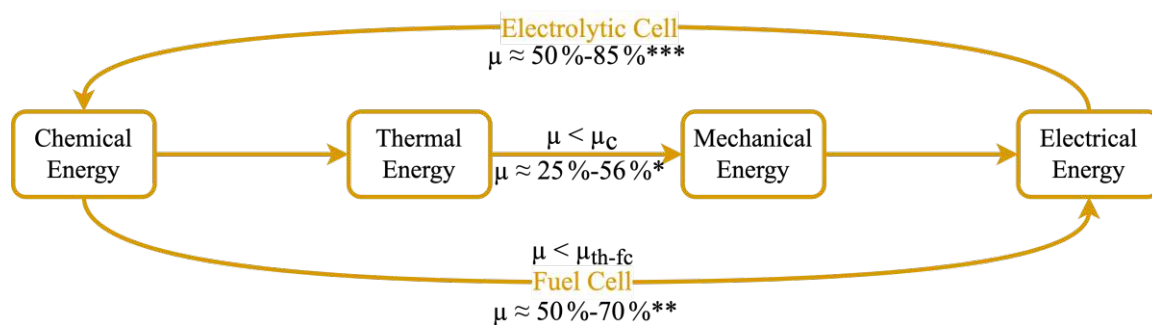 Electrolytic Cell
μ ≈ 50 %-85 %***
Chemical
Energy
Thermal
Energy
μ < μc
μ ≈ 25 %-56 %*
Mechanical
Energy
Electrical
Energy
μ < μth-fc
Fuel Cell
μ ≈ 50 %-70 %**